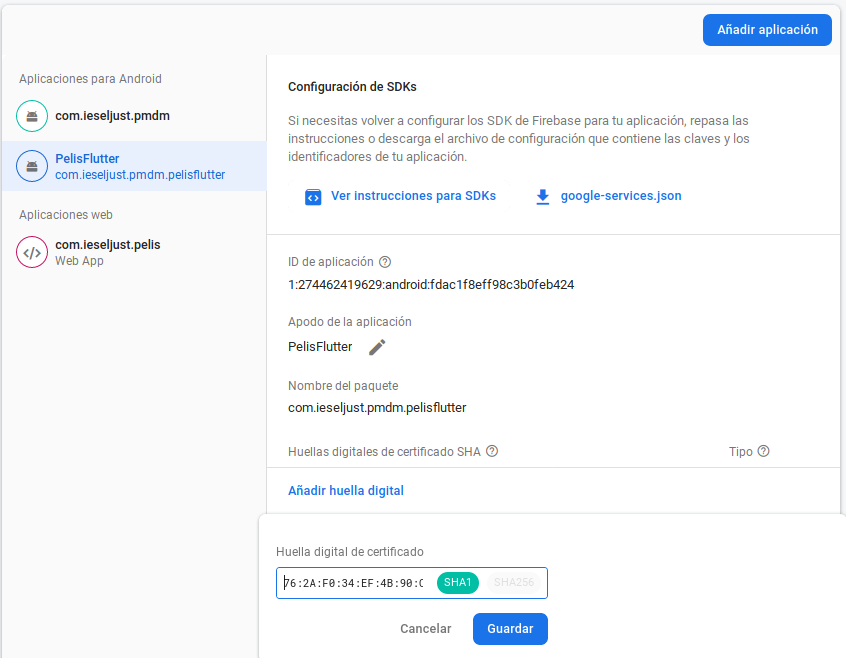 Añadir aplicación
Aplicaciones para Android
com.ieseljust.pmdm
PelisFlutter
com.ieseljust.pmdm.pelisflutter
Aplicaciones web
com.ieseljust.pelis
Web App
Configuración de SDKs
Si necesitas volver a configurar los SDK de Firebase para tu aplicación, repasa las
instrucciones o descarga el archivo de configuración que contiene las claves y los
identificadores de tu aplicación.
Ver instrucciones para SDKs
google-services.json
ID de aplicación
1:274462419629:android:fdac1f8eff98c3b0feb424
Apodo de la aplicación
PelisFlutter
Nombre del paquete
com.ieseljust.pmdm.pelisflutter
Huellas digitales de certificado SHA
Tipo
Añadir huella digital
Huella digital de certificado
76:2A:F0:34:EF:4B:90:C
SHA1
SHA256
Cancelar
Guardar